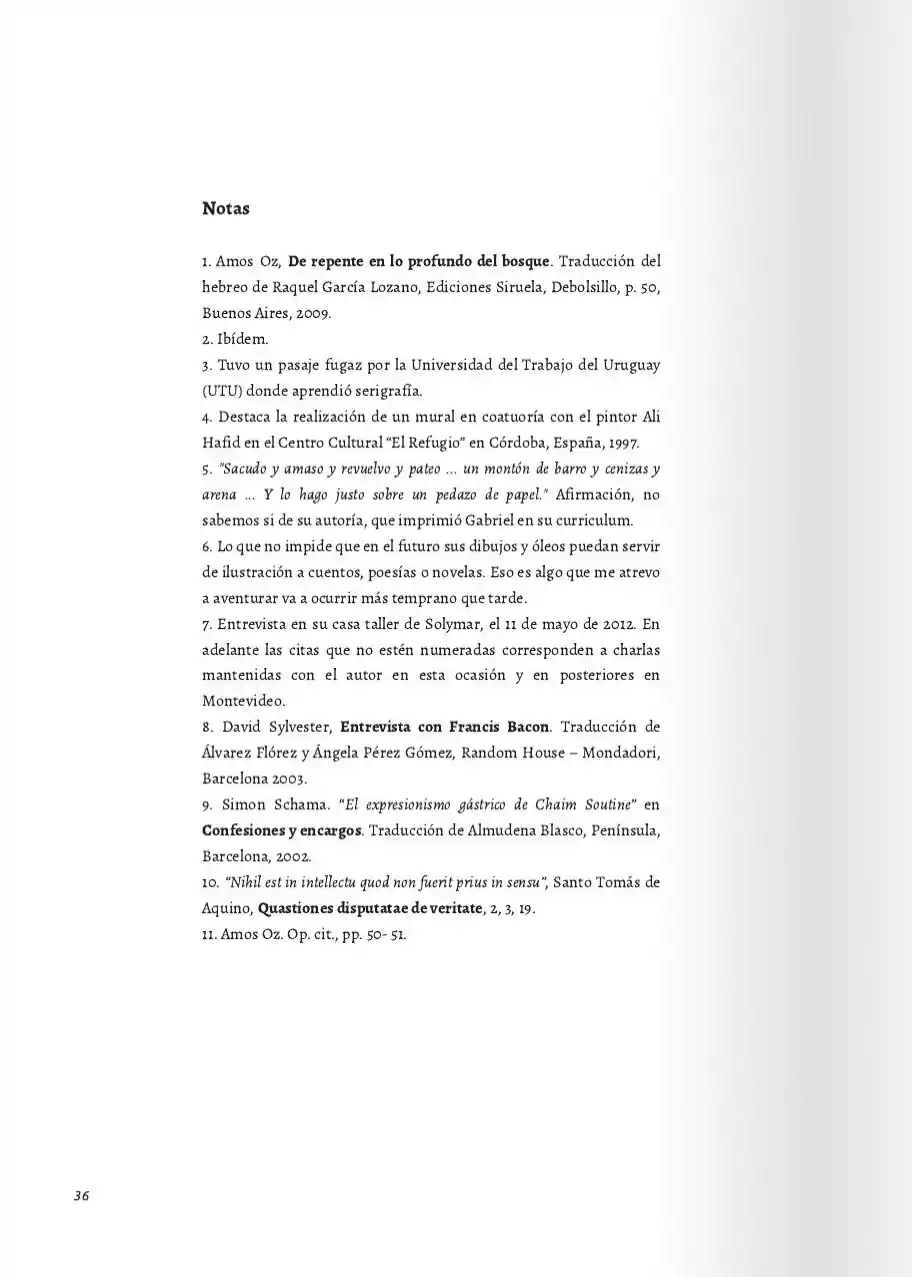 Notas
1. Amos Oz, De repente en lo profundo del bosque. Traducción del
hebreo de Raquel García Lozano, Ediciones Siruela, Debolsillo, p. 50,
Buenos Aires, 2009.
2. Ibídem.
3. Tuvo un pasaje fugaz por la Universidad del Trabajo del Uruguay
(UTU) donde aprendió serigrafía.
4. Destaca la realización de un mural en coatuoría con el pintor Ali
Hafid en el Centro Cultural “El Refugio” en Córdoba, España, 1997.
5. "Sacudo y amaso y revuelvo y pateo ... un montón de barro y cenizas y
arena ... Y lo hago justo sobre un pedazo de papel." Afirmación, no
sabemos si de su autoría, que imprimió Gabriel en su curriculum.
6. Lo que no impide que en el futuro sus dibujos y óleos puedan servir
de ilustración a cuentos, poesías o novelas. Eso es algo que me atrevo
a aventurar va a ocurrir más temprano que tarde.
7. Entrevista en su casa taller de Solymar, el 11 de mayo de 2012. En
adelante las citas que no estén numeradas corresponden a charlas
mantenidas con el autor en esta ocasión y en posteriores en
Montevideo.
8. David Sylvester, Entrevista con Francis Bacon. Traducción de
Álvarez Flórez y Ángela Pérez Gómez, Random House – Mondadori,
Barcelona 2003.
9. Simon Schama. “El expresionismo gástrico de Chaim Soutine” en
Confesiones y encargos. Traducción de Almudena Blasco, Península,
Barcelona, 2002.
10. “Nihil est in intellectu quod non fuerit prius in sensu”, Santo Tomás de
Aquino, Quastiones disputatae de veritate, 2, 3, 19.
11. Amos Oz. Op. cit., pp. 50- 51.
36